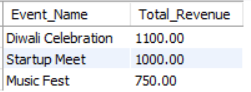 Event_Name Total_Revenue
Diwali Celebration 1100.00
Startup Meet 1000.00
Music Fest 750.00